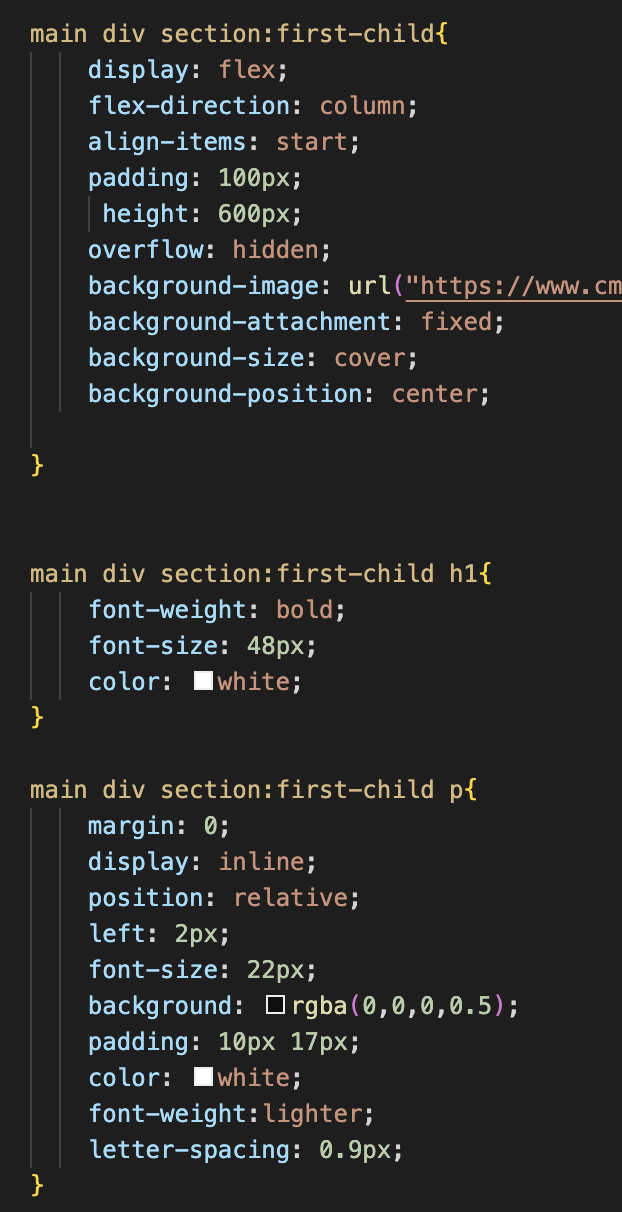 main div section:first-child{
display: flex;
flex-direction: column;
align-items: start;
padding: 100px;
height: 600px;
overflow: hidden;
background-image: url("https://www.cm
background-attachment: fixed;
background-size: cover;
background-position: center;
}
main div section:first-child h1{
font-weight: bold;
font-size: 48px;
color: white;
}
main div section:first-child p{
margin: 0;
display: inline;
position: relative;
left: 2px;
font-size: 22px;
background: rgba(0,0,0,0.5);
padding: 10px 17px;
color: white;
font-weight:lighter;
letter-spacing: 0.9px;
}